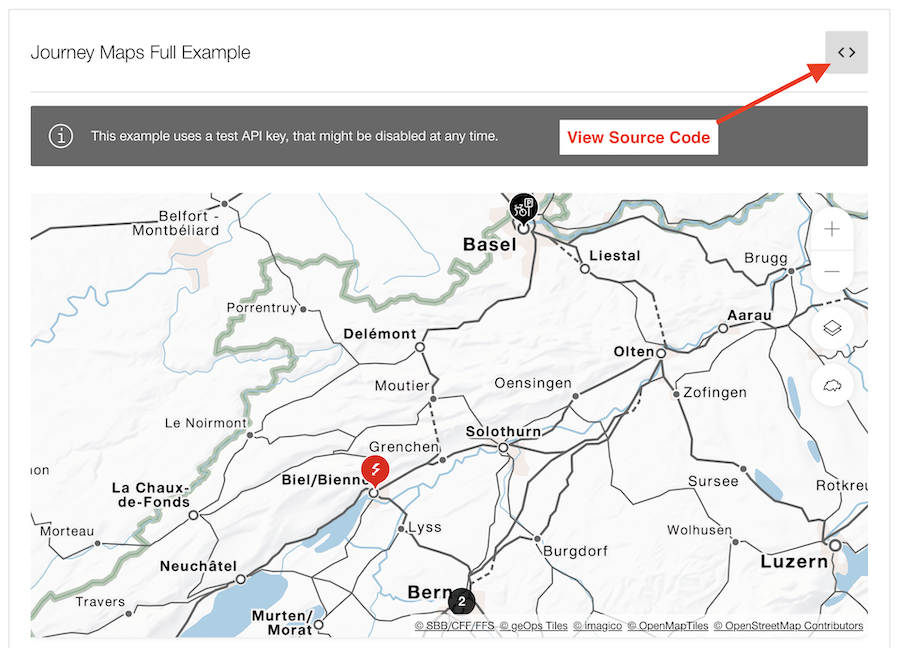 Journey Maps Full Example
< >
This example uses a test API key, that might be disabled at any time.
View Source Code
P
Belfort -
Montbéliard
Basel
Liestal
Brugg
+
−
Porrentruy
Aarau
Delémont
Olten
Moutier
Oensingen
Zofingen
Le Noirmont
Solothurn
Grenchen
non
Biel/Bienne
La Chaux-
de-Fonds
Sursee
Rotkreu
Morteau
Lyss
Wolhusen
Burgdorf
Neuchâtel
Luzern
Bern
2
Travers
Murten/
Morat
© SBB/CFF/FFS © geOps Tiles © imagico © OpenMapTiles © OpenStreetMap Contributors